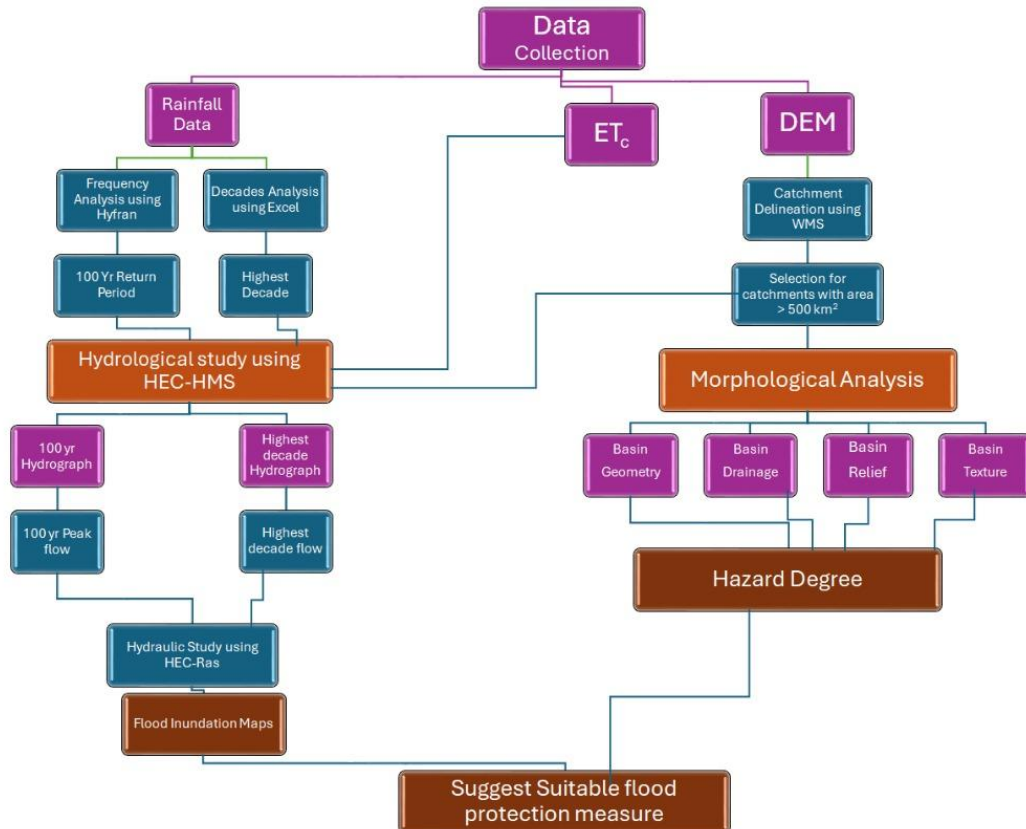 Data
Collection
Rainfall
Data
ETc
DEM
Frequency
Analysis using
Hyfran
Decades Analysis
using Excel
Catchment
Delineation using
WMS
100 Yr Return
Period
Highest
Decade
Selection for
catchments with area
> 500 km²
Hydrological study using
HEC-HMS
Morphological Analysis
100 yr
Hydrograph
Highest
decade
Hydrograph
Basin
Geometry
Basin
Drainage
Basin
Relief
Basin
Texture
100 yr Peak
flow
Highest
decade flow
Hazard Degree
Hydraulic Study using
HEC-Ras
Flood Inundation Maps
Suggest Suitable flood
protection measure